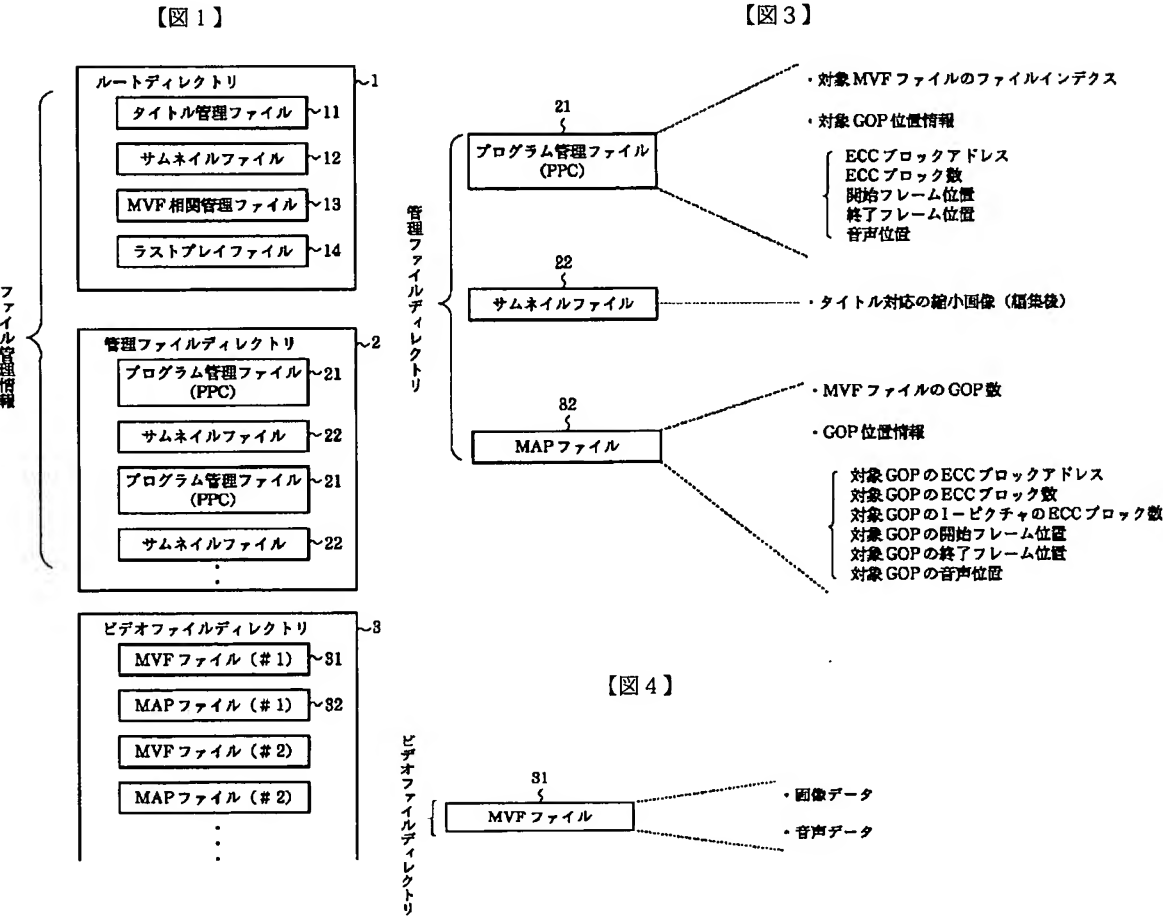 【図1】
ファイル管理情報
ルートディレクトリ
1
タイトル管理ファイル
11
サムネイルファイル
12
MVF相関管理ファイル
13
ラストプレイファイル
14
管理ファイルディレクトリ
2
プログラム管理ファイル
(PPC)
21
サムネイルファイル
22
プログラム管理ファイル
(PPC)
21
サムネイルファイル
22
ビデオファイルディレクトリ
3
MVFファイル(#1)
31
MAPファイル(#1)
32
MVFファイル(#2)
MAPファイル(#2)
【図3】
管理ファイルディレクトリ
21
プログラム管理ファイル
(PPC)
・対象MVFファイルのファイルインデクス
・対象GOP位置情報
ECCブロックアドレス
ECCブロック数
開始フレーム位置
終了フレーム位置
音声位置
22
サムネイルファイル
・タイトル対応の縮小画像(編集後)
32
MAPファイル
・MVFファイルのGOP数
・GOP位置情報
対象GOPのECCブロックアドレス
対象GOPのECCブロック数
対象GOPのI-ピクチャのECCブロック数
対象GOPの開始フレーム位置
対象GOPの終了フレーム位置
対象GOPの音声位置
【図4】
ビデオファイルディレクトリ
31
MVFファイル
・画像データ
・音声データ